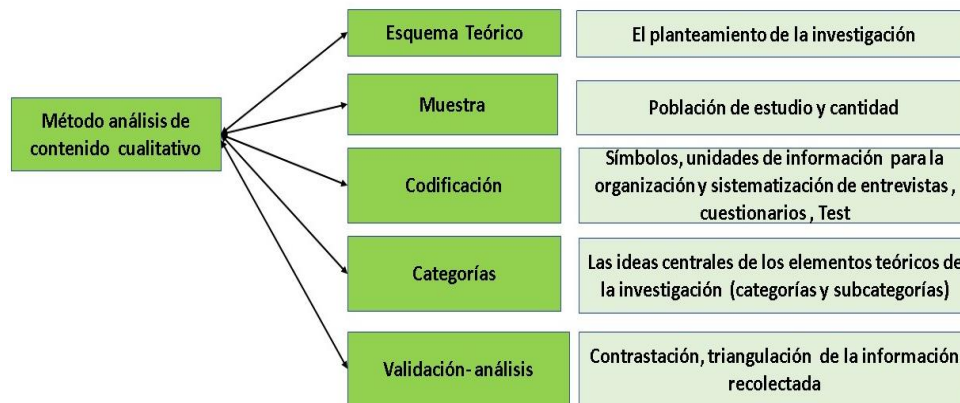 Esquema Teórico
El planteamiento de la investigación
Método análisis de
contenido cualitativo
Muestra
Población de estudio y cantidad
Codificación
Símbolos, unidades de información para la
organización y sistematización de entrevistas ,
cuestionarios , Test
Categorías
Las ideas centrales de los elementos teóricos de
la investigación (categorías y subcategorías)
Validación- análisis
Contrastación, triangulación de la información
recolectada